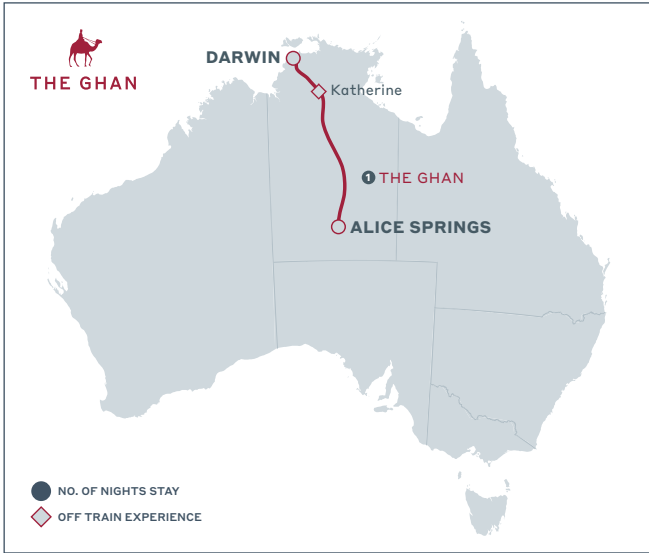 THE GHAN
DARWIN
Katherine
1 THE GHAN
ALICE SPRINGS
NO. OF NIGHTS STAY
OFF TRAIN EXPERIENCE